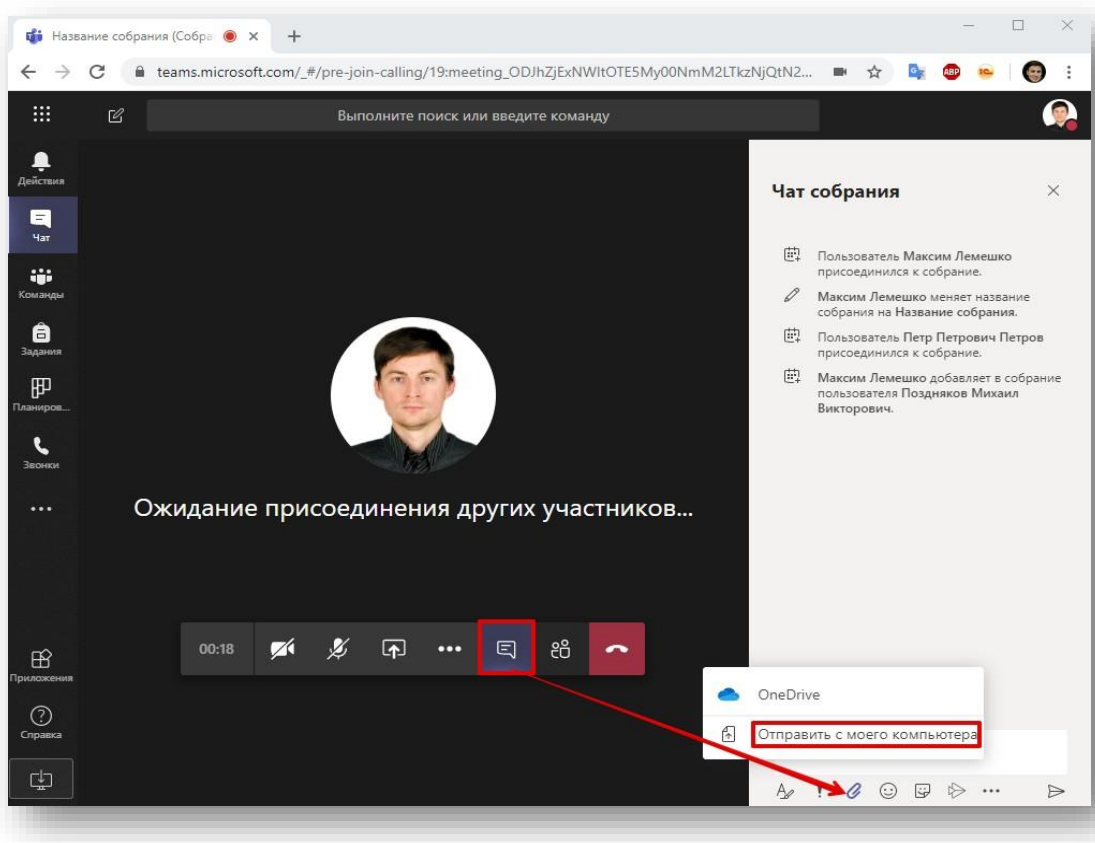 Название собрания (Собра
teams.microsoft.com/_#/pre-join-calling/19:meeting_ODJhZjExNWItOTE5My00NmM2LTkzNjQtN2...
ABP
Выполните поиск или введите команду
Действия
Чат
Команды
Задания
Планиров...
Звонки
Приложения
Справка
Ожидание присоединения других участников...
00:18
Чат собрания
Пользователь Максим Лемешко
присоединился к собрание.
Максим Лемешко меняет название
собрания на Название собрания.
Пользователь Петр Петрович Петров
присоединился к собрание.
Максим Лемешко добавляет в собрание
пользователя Поздняков Михаил
Викторович.
OneDrive
Отправить с моего компьютера